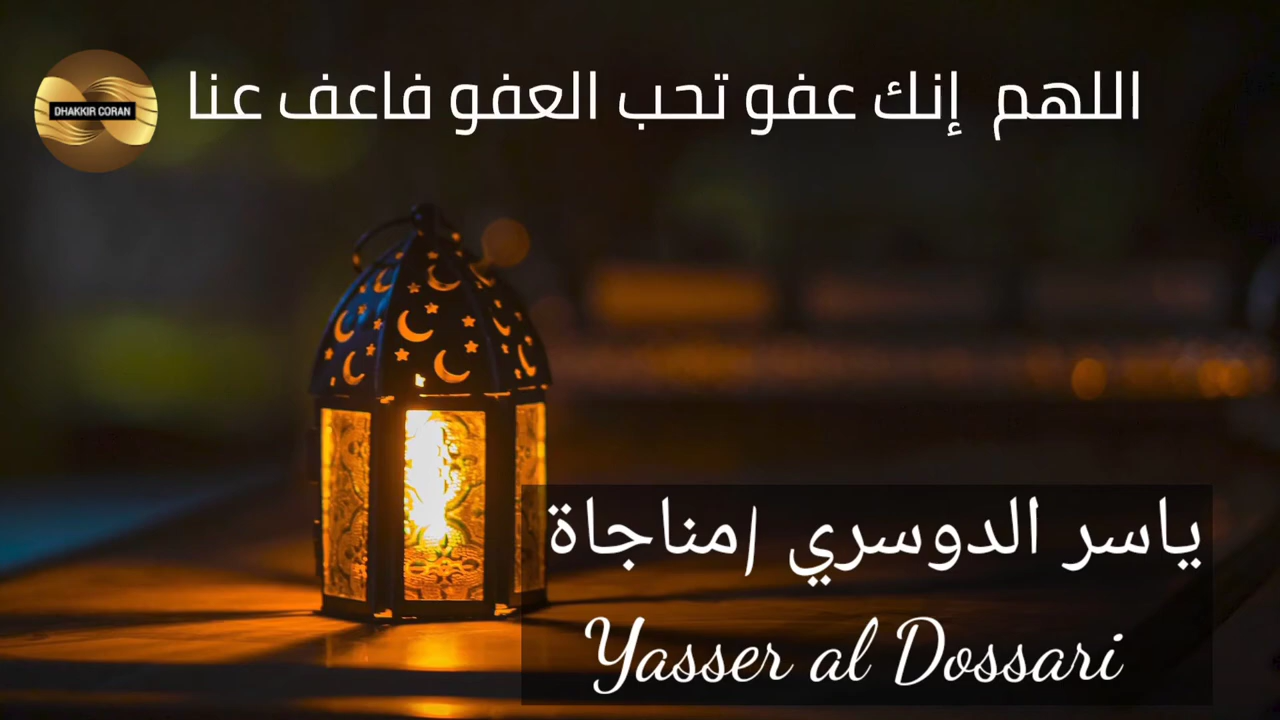 اللهم إنك عفو تحب العفو فاعف عنا
DHAKKIR CORAN
ياسر الدوسري /مناجاة
Yasser al Dossari